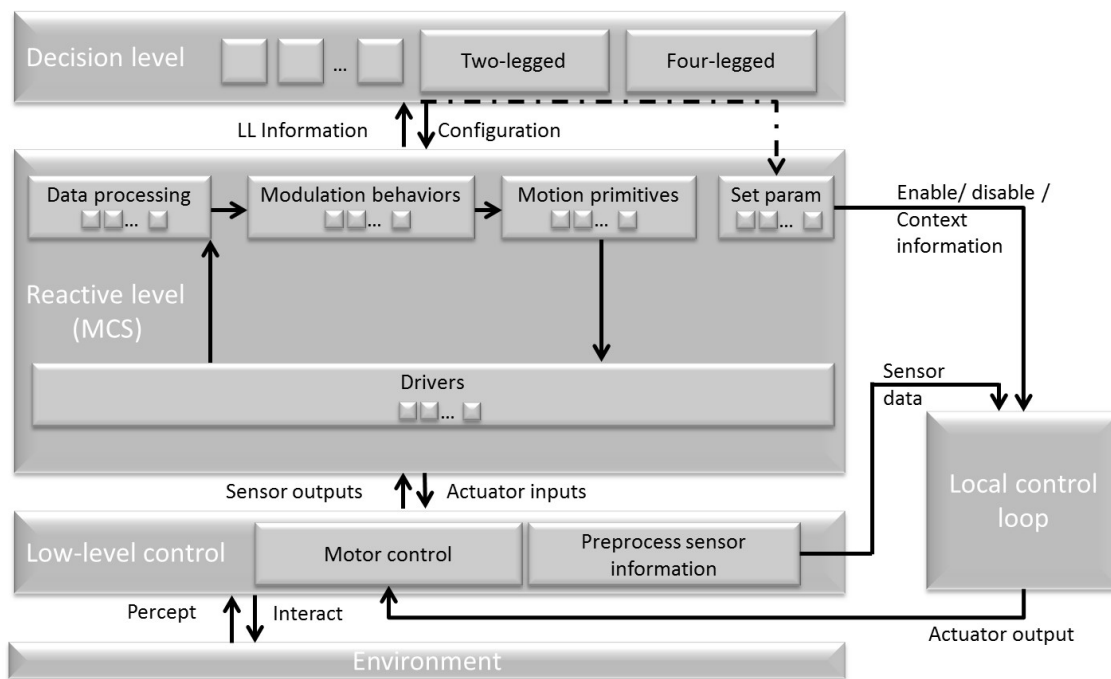 Decision level
...
Two-legged
Four-legged
LL Information
Configuration
Data processing
...
Modulation behaviors
...
Motion primitives
...
Set param
...
Enable/ disable /
Context
information
Reactive level
(MCS)
Drivers
...
Sensor
data
Sensor outputs
Actuator inputs
Local control
loop
Low-level control
Motor control
Preprocess sensor
information
Percept
Interact
Actuator output
Environment